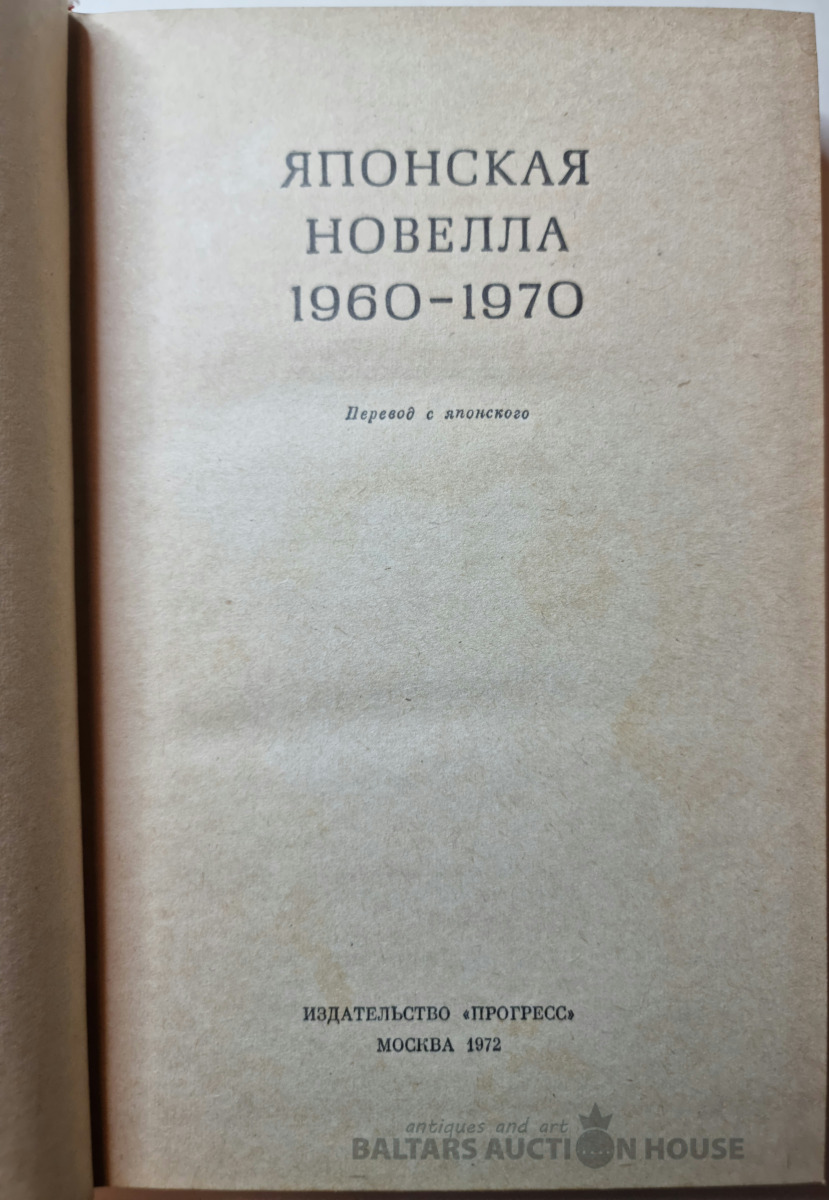 ЯПОНСКАЯ
НОВЕЛЛА
1960-1970
Перевод с японского
ИЗДАТЕЛЬСТВО «ПРОГРЕСС»
МОСКВА 1972
antiques and art
BALTARS AUCTION HOUSE